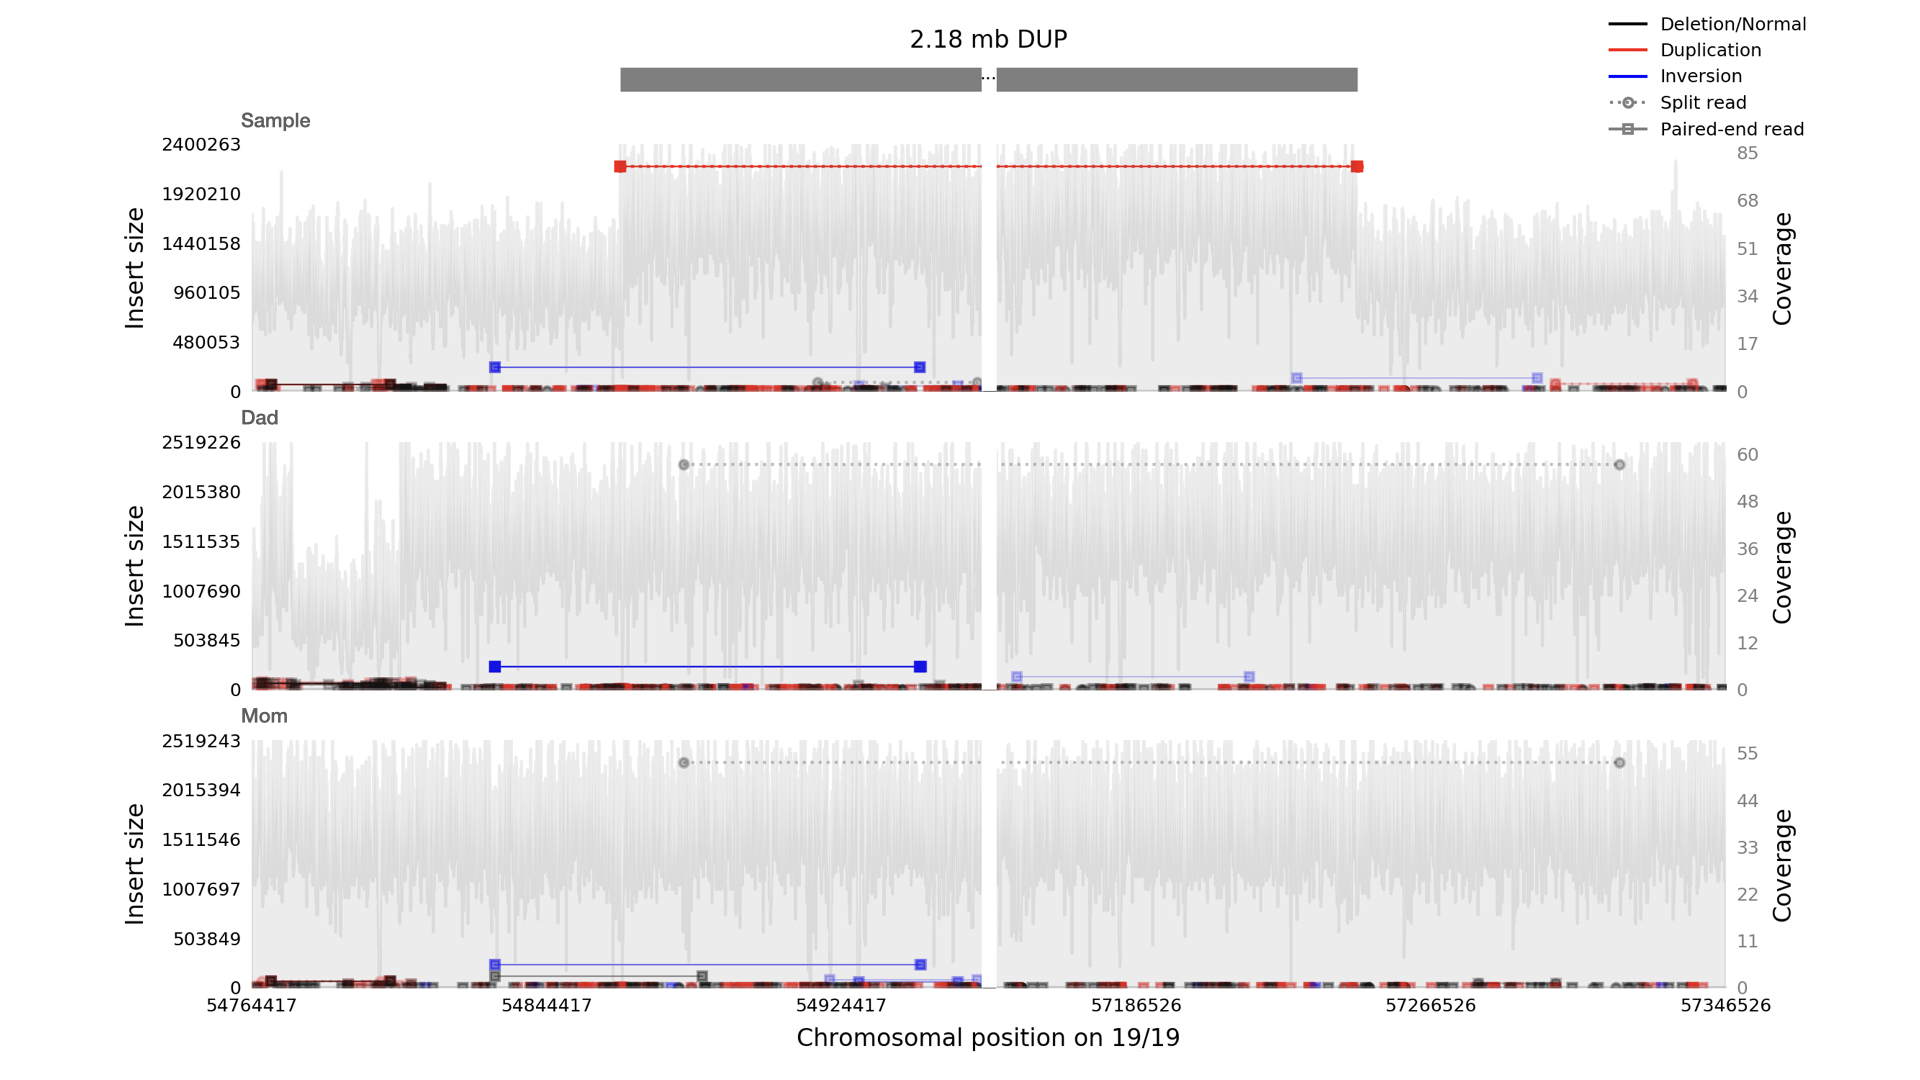 2.18 mb DUP
...
Deletion/Normal
Duplication
Inversion
Split read
Paired-end read
Sample
Insert size
2400263
1920210
1440158
960105
480053
0
85
68
51
34
17
0
Coverage
Dad
Insert size
2519226
2015380
1511535
1007690
503845
0
60
48
36
24
12
0
Coverage
Mom
Insert size
2519243
2015394
1511546
1007697
503849
0
55
44
33
22
11
0
Coverage
54764417 54844417 54924417 57186526 57266526 57346526
Chromosomal position on 19/19